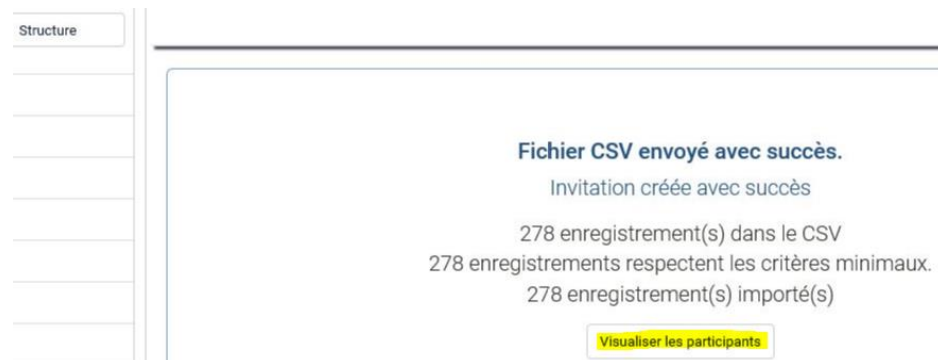 Structure
Fichier CSV envoyé avec succès.
Invitation créée avec succès
278 enregistrement(s) dans le CSV
278 enregistrements respectent les critères minimaux.
278 enregistrement(s) importé(s)
Visualiser les participants